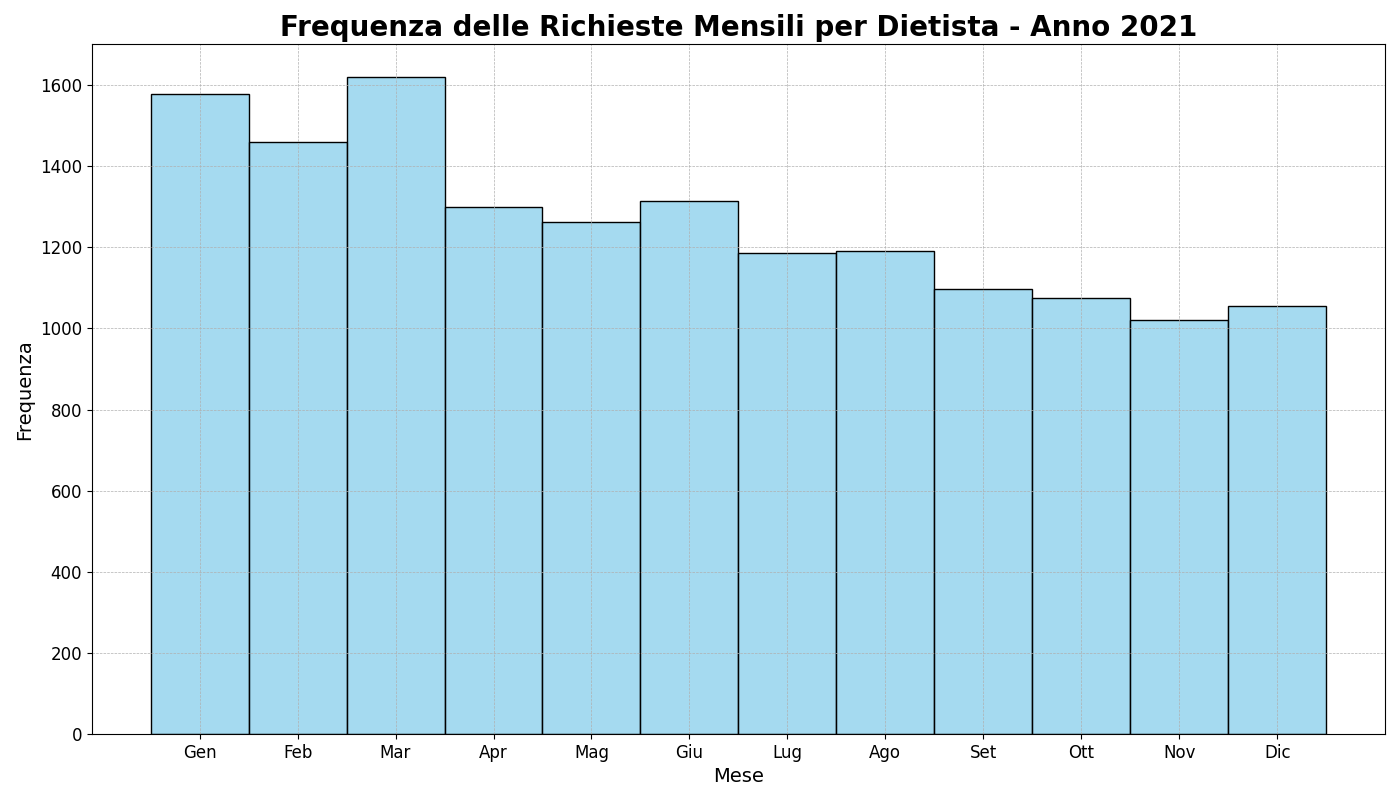 Frequenza delle Richieste Mensili per Dietista - Anno 2021
Frequenza
1600
1400
1200
1000
800
600
400
200
0
Gen Feb Mar Apr Mag Giu Lug Ago Set Ott Nov Dic
Mese